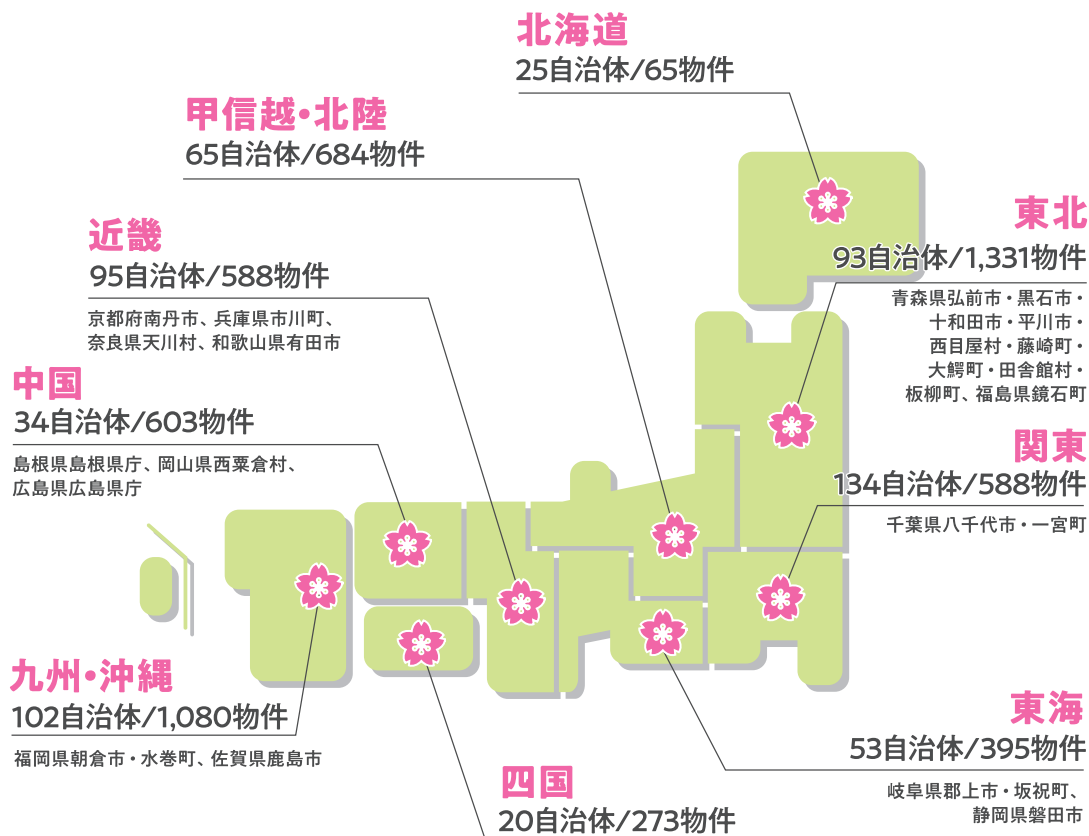 北海道
25自治体/65物件
甲信越・北陸
65自治体/684物件
近畿
95自治体/588物件
京都府南丹市、兵庫県市川町、
奈良県天川村、和歌山県有田市
中国
34自治体/603物件
島根県島根県庁、岡山県西粟倉村、
広島県広島県庁
九州・沖縄
102自治体/1,080物件
福岡県朝倉市・水巻町、佐賀県鹿島市
四国
20自治体/273物件
東北
93自治体/1,331物件
青森県弘前市・黒石市・
十和田市・平川市・
西目屋村・藤崎町・
大鰐町・田舎館村・
板柳町、福島県鏡石町
関東
134自治体/588物件
千葉県八千代市・一宮町
東海
53自治体/395物件
岐阜県郡上市・坂祝町、
静岡県磐田市